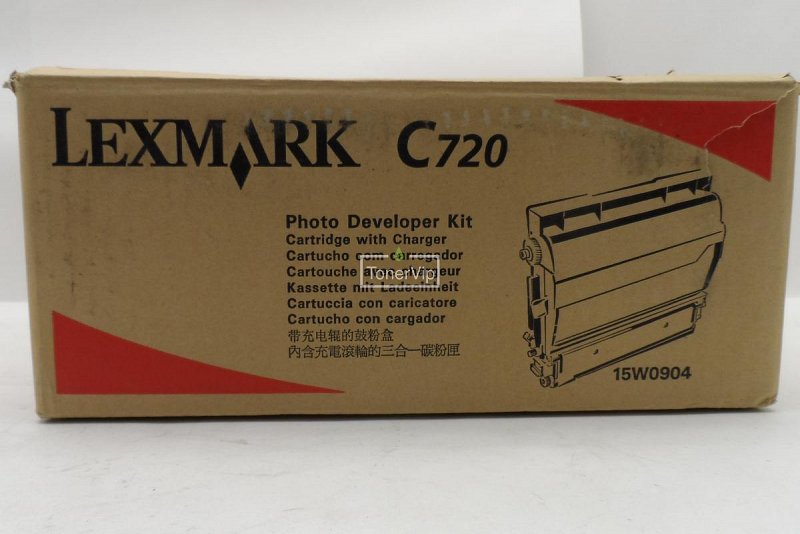 LEXMARK C720
Photo Developer Kit
Cartridge with Charger
Cartucho com carregador
Cartouche chargeur
TonerVip
Kassette mit Ladeeinheit
Cartuccia con caricatore
Cartucho con cargador
带充电辊的鼓粉盒
內含充電滾輪的三合一碳粉匣
15W0904